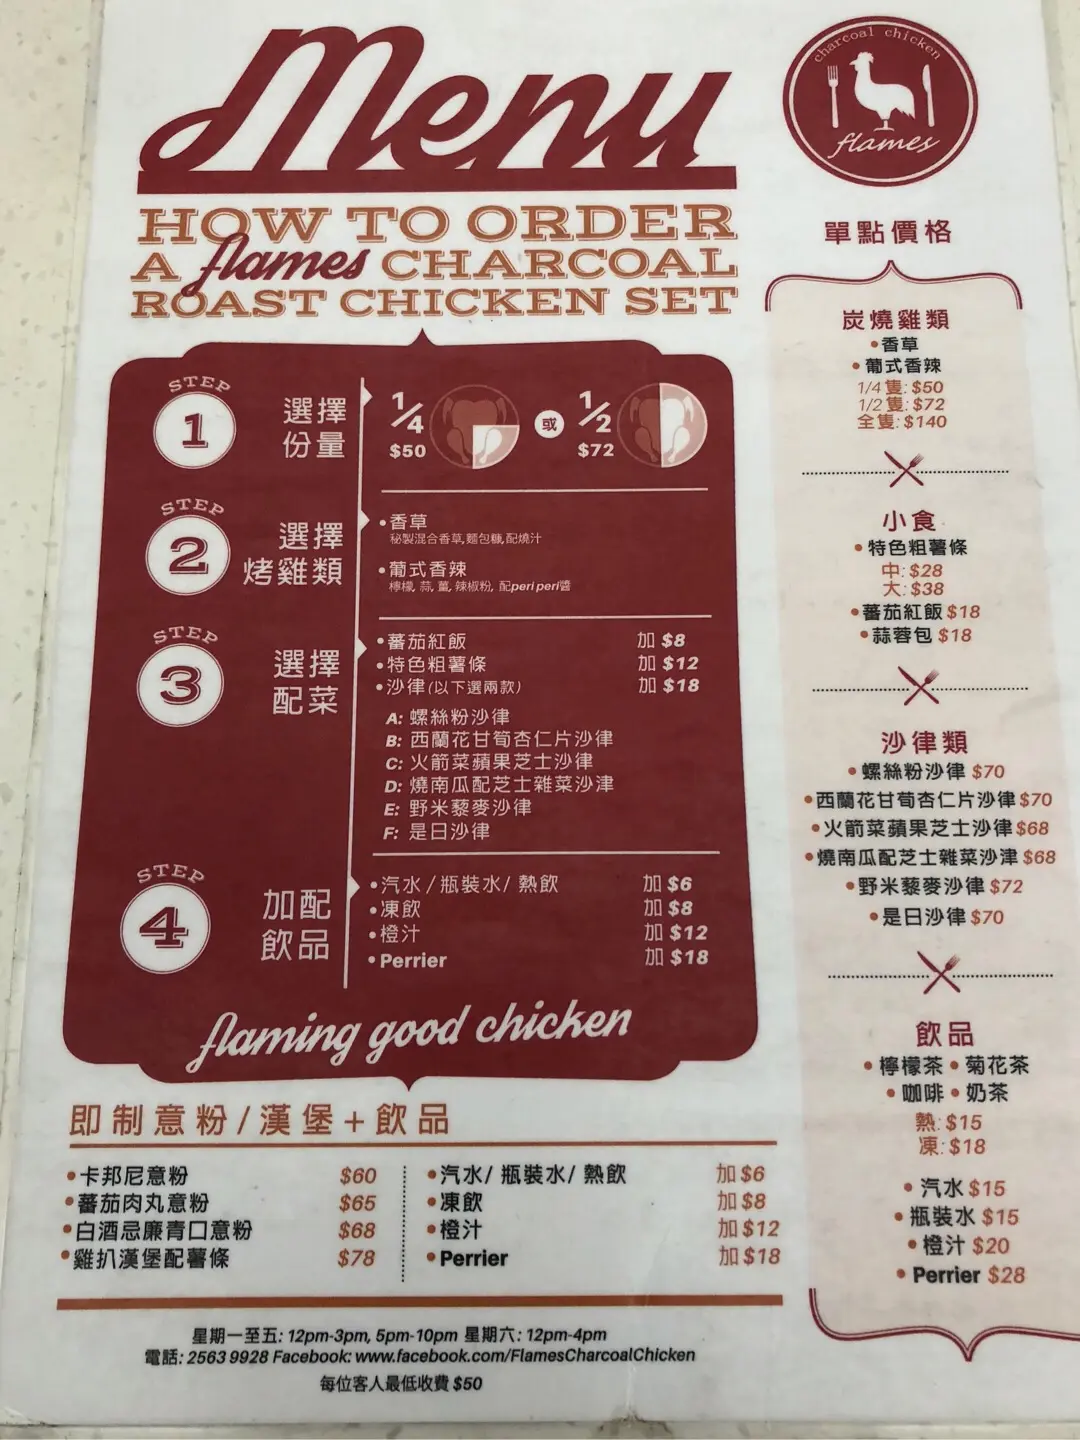 Menu
charcoal chicken
flames
HOW TO ORDER
A flames CHARCOAL
ROAST CHICKEN SET
STEP
1
選擇
份量
1/4
$50
或
1/2
$72
STEP
2
選擇
烤雞類
•香草
秘製混合香草,麵包糠,配燒汁
•葡式香辣
檸檬, 蒜, 薑, 辣椒粉, 配peri peri醬
STEP
3
選擇
配菜
•蕃茄紅飯 加 $8
•特色粗薯條 加 $12
•沙律(以下選兩款) 加 $18
A: 螺絲粉沙律
B: 西蘭花甘筍杏仁片沙律
C: 火箭菜蘋果芝士沙律
D: 燒南瓜配芝士雜菜沙津
E: 野米藜麥沙律
F: 是日沙律
STEP
4
加配
飲品
•汽水/瓶裝水/熱飲 加 $6
•凍飲 加 $8
•橙汁 加 $12
•Perrier 加 $18
flaming good chicken
即制意粉/漢堡+飲品
•卡邦尼意粉 $60
•蕃茄肉丸意粉 $65
•白酒忌廉青口意粉 $68
•雞扒漢堡配薯條 $78
•汽水/ 瓶裝水/ 熱飲 加 $6
•凍飲 加 $8
•橙汁 加 $12
•Perrier 加 $18
星期一至五: 12pm-3pm, 5pm-10pm 星期六: 12pm-4pm
電話: 2563 9928 Facebook: www.facebook.com/FlamesCharcoalChicken
每位客人最低收費 $50
單點價格
炭燒雞類
•香草
•葡式香辣
1/4 隻: $50
1/2 隻: $72
全隻: $140
小食
•特色粗薯條
中: $28
大: $38
•蕃茄紅飯 $18
•蒜蓉包 $18
沙律類
•螺絲粉沙律 $70
•西蘭花甘荀杏仁片沙律 $70
•火箭菜蘋果芝士沙律 $68
•燒南瓜配芝士雜菜沙津 $68
•野米藜麥沙律 $72
•是日沙律 $70
飲品
•檸檬茶 •菊花茶
•咖啡 •奶茶
熱: $15
凍: $18
•汽水 $15
•瓶裝水 $15
•橙汁 $20
•Perrier $28